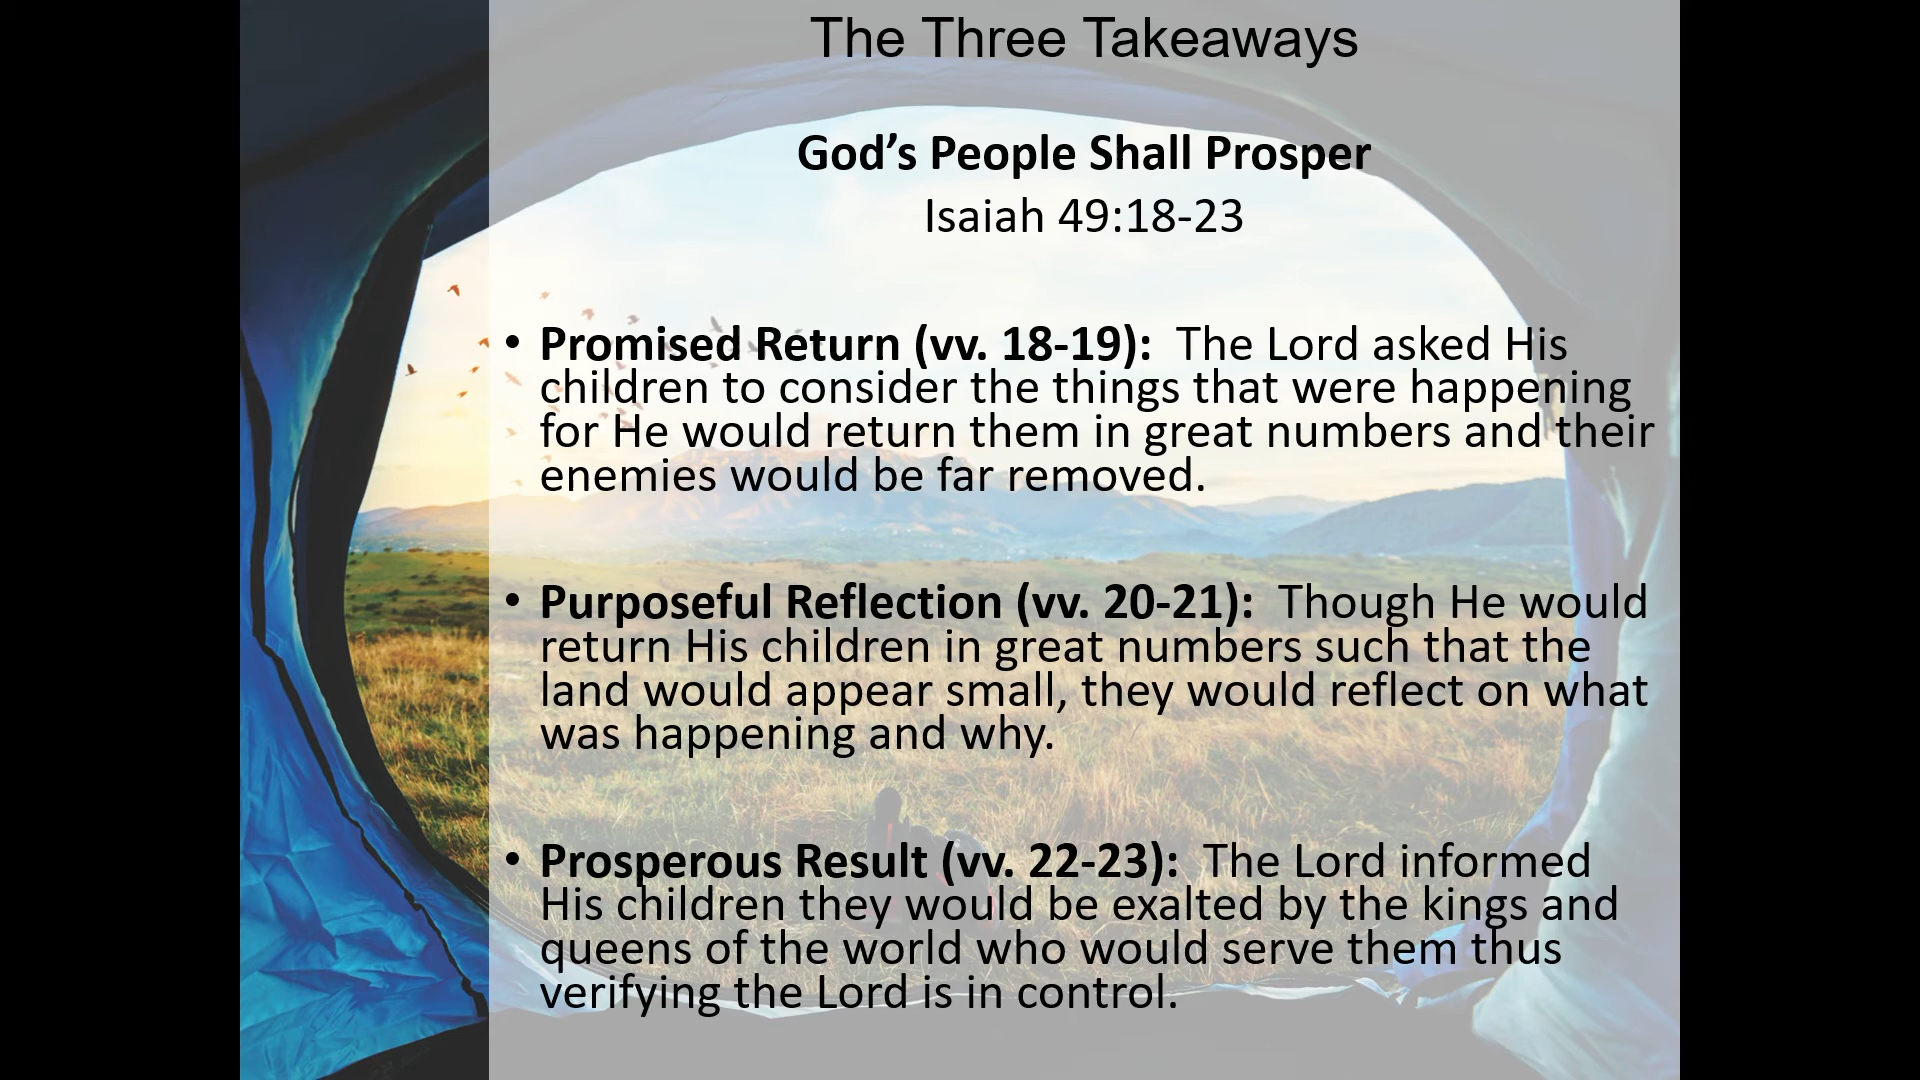 The Three Takeaways
God’s People Shall Prosper
Isaiah 49:18-23
• Promised Return (vv. 18-19):  The Lord asked His
children to consider the things that were happening
for He would return them in great numbers and their
enemies would be far removed.
• Purposeful Reflection (vv. 20-21):  Though He would
return His children in great numbers such that the
land would appear small, they would reflect on what
was happening and why.
• Prosperous Result (vv. 22-23):  The Lord informed
His children they would be exalted by the kings and
queens of the world who would serve them thus
verifying the Lord is in control.